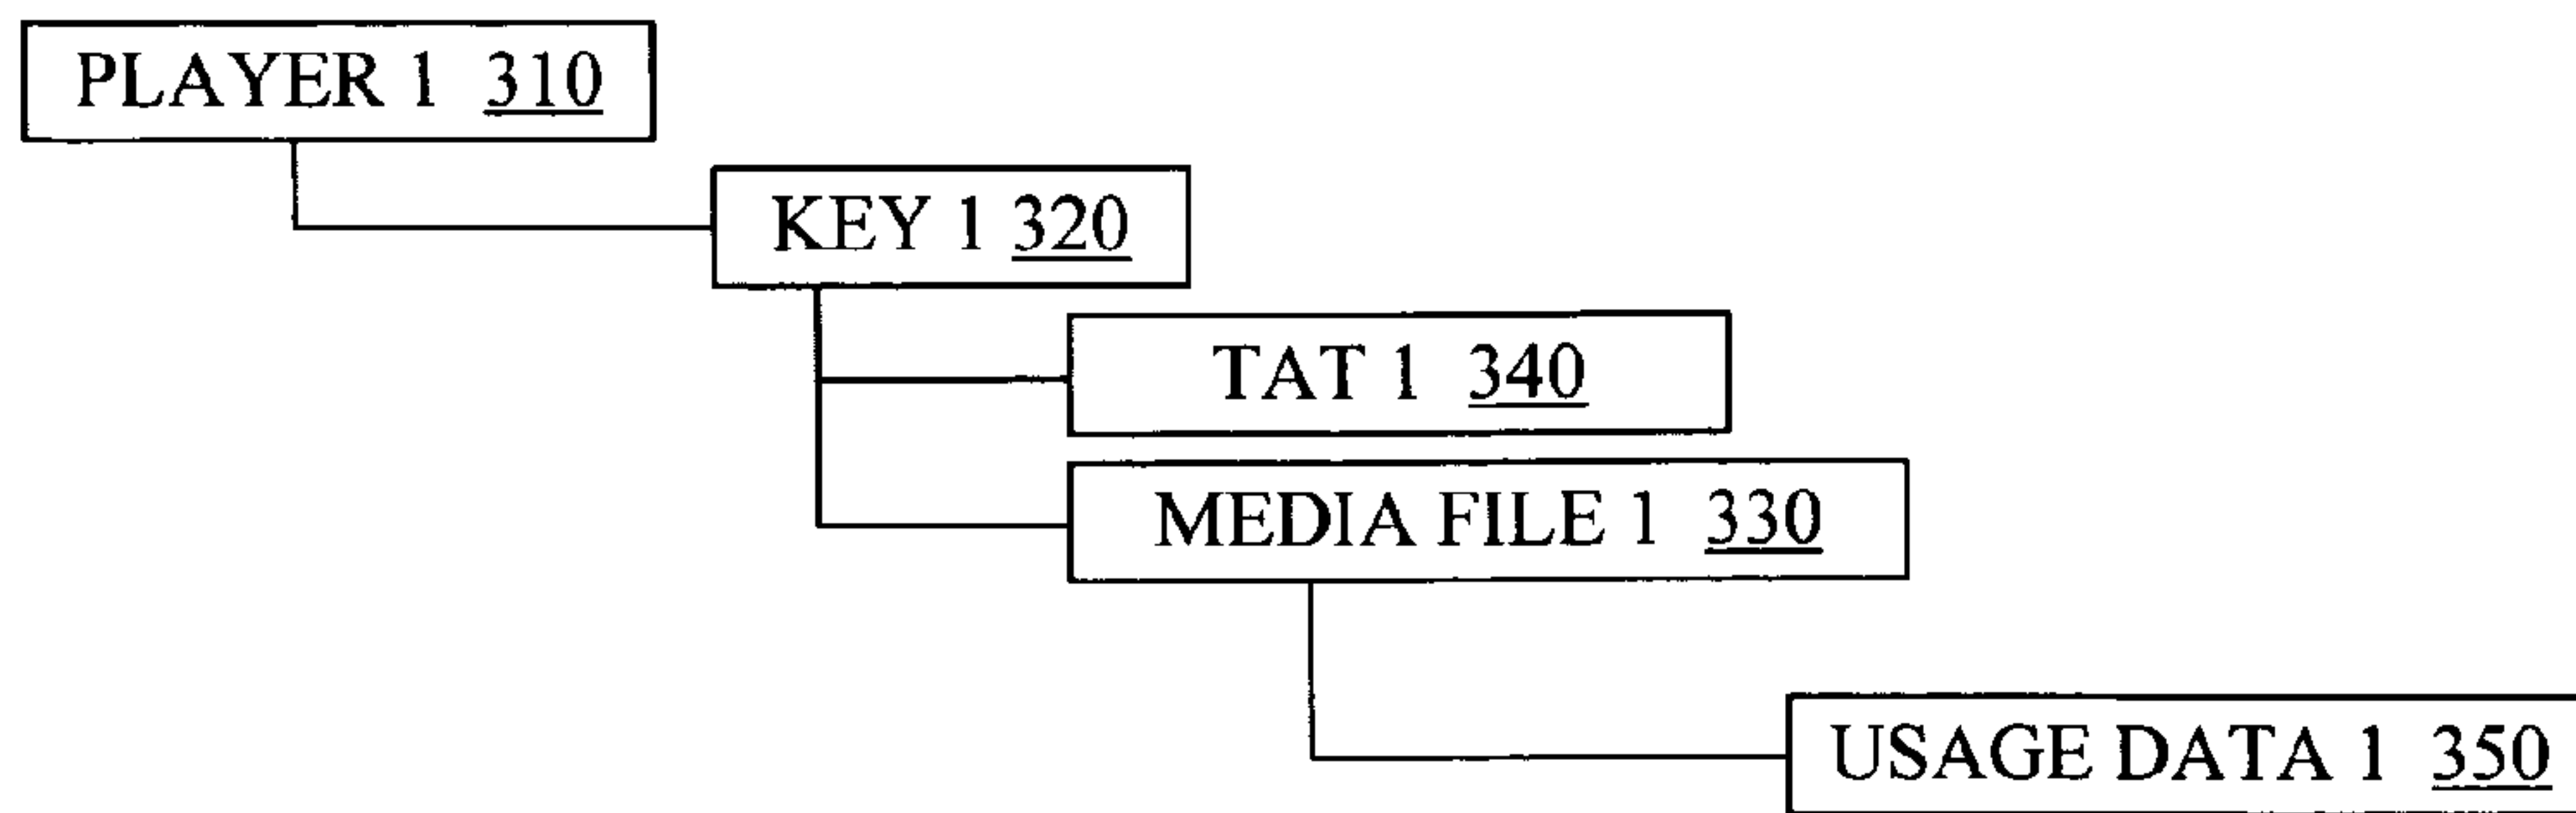 PLAYER 1 310
KEY 1 320
TAT 1 340
MEDIA FILE 1 330
USAGE DATA 1 350